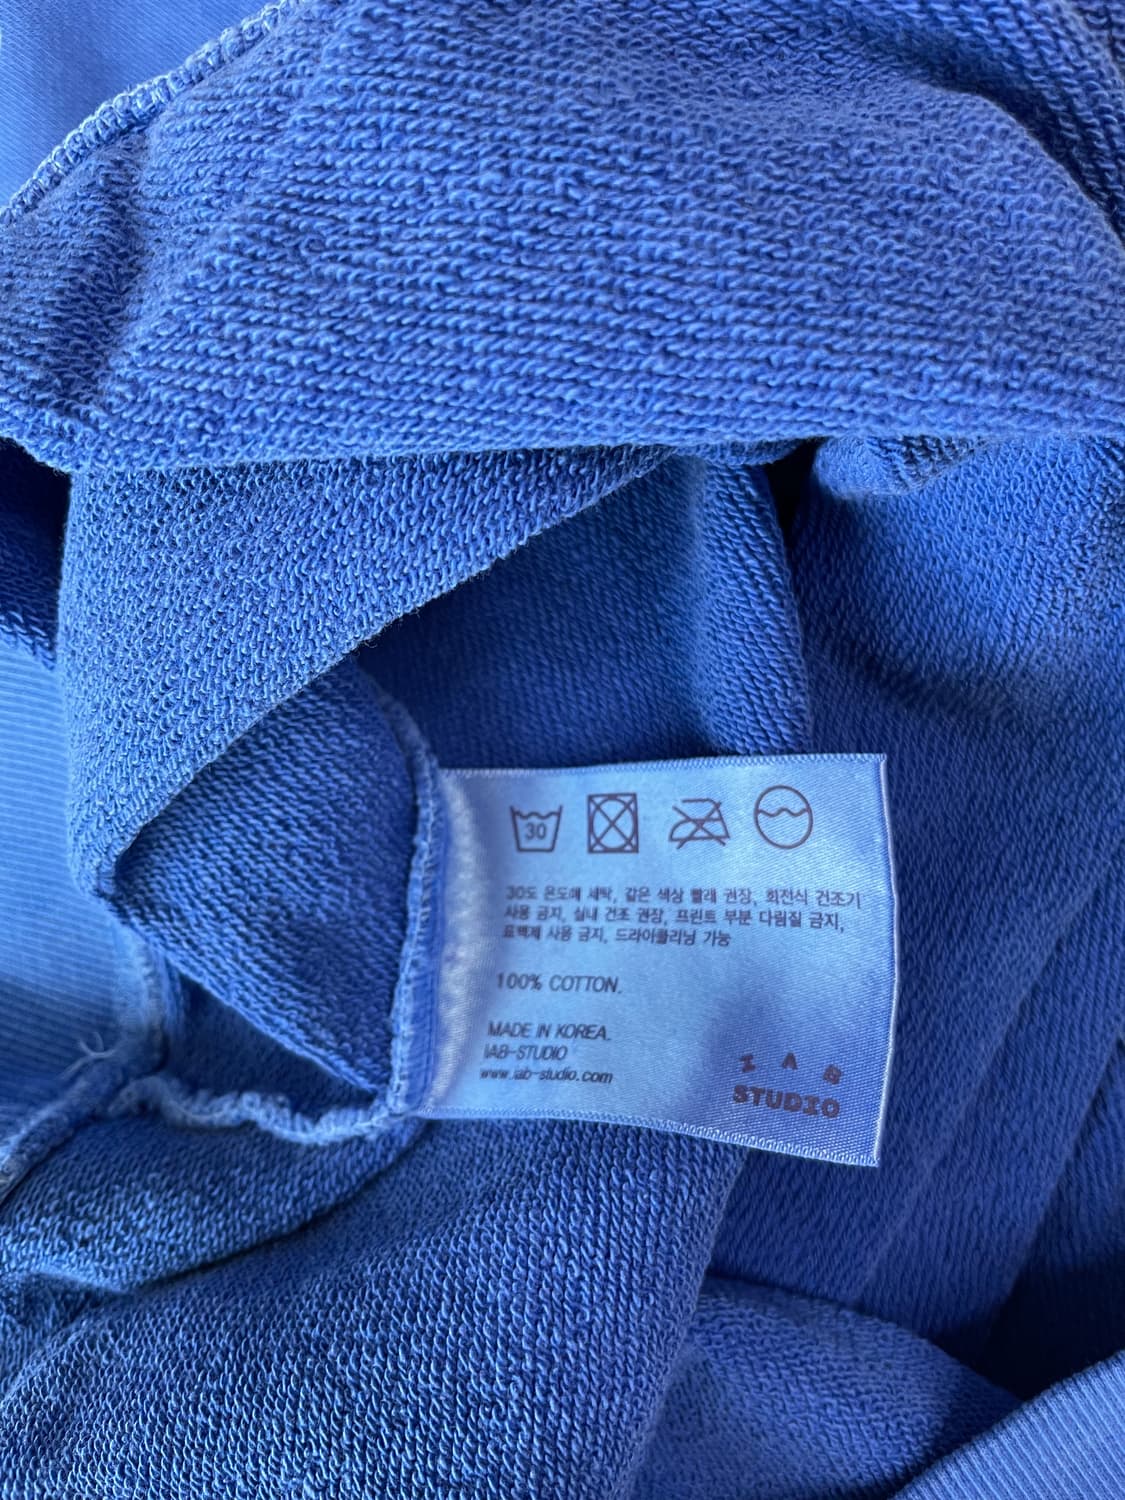 30
30도 온도에 세탁, 같은 색상 빨래 권장, 회전식 건조기
사용 금지, 실내 건조 권장, 프린트 부분 다림질 금지,
표백제 사용 금지, 드라이클리닝 가능
100% COTTON.
MADE IN KOREA.
IAB-STUDIO
www.iab-studio.com
I A B
STUDIO